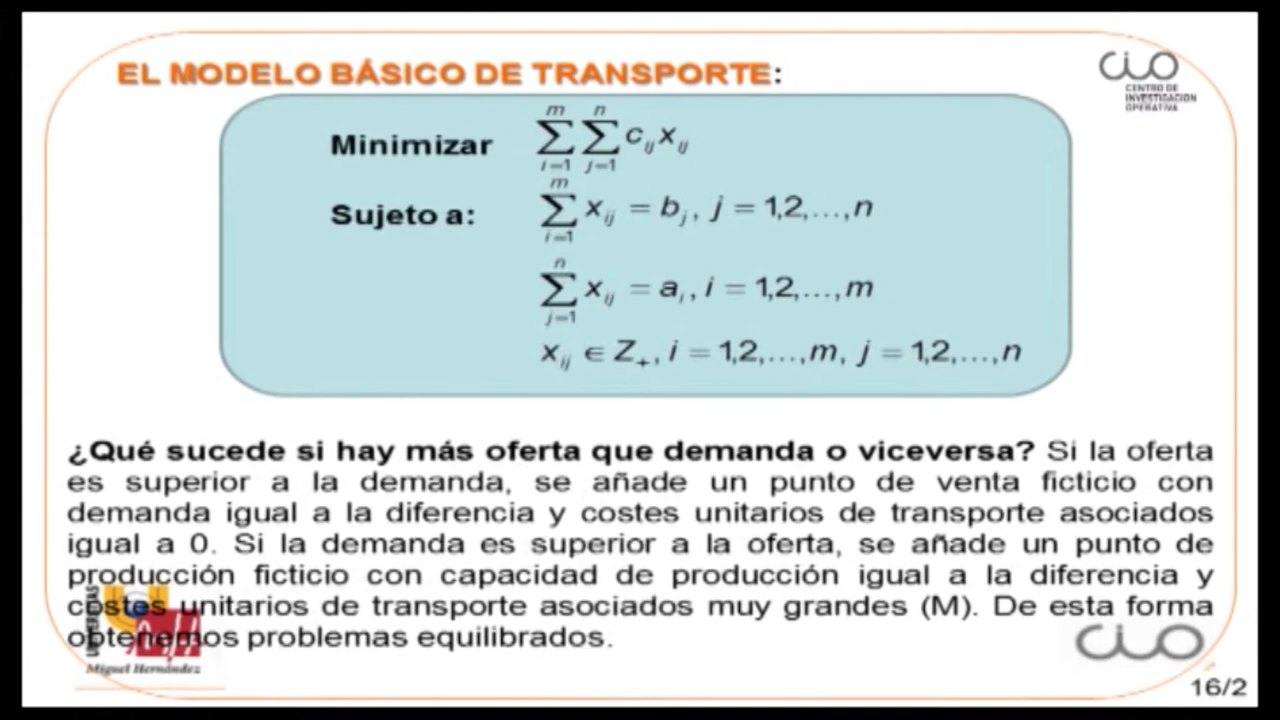 EL MODELO BÁSICO DE TRANSPORTE:
CIO
CENTRO DE
INVESTIGACIÓN
OPERATIVA
Minimizar ∑_{i=1}^{m} ∑_{j=1}^{n} c_{ij} x_{ij}
Sujeto a: ∑_{i=1}^{m} x_{ij} = b_j, j = 1,2,...,n
∑_{j=1}^{n} x_{ij} = a_i, i = 1,2,...,m
x_{ij} ∈ Z_+, i = 1,2,...,m, j = 1,2,...,n
¿Qué sucede si hay más oferta que demanda o viceversa? Si la oferta
es superior a la demanda, se añade un punto de venta ficticio con
demanda igual a la diferencia y costes unitarios de transporte asociados
igual a 0. Si la demanda es superior a la oferta, se añade un punto de
producción ficticio con capacidad de producción igual a la diferencia y
costes unitarios de transporte asociados muy grandes (M). De esta forma
obtenemos problemas equilibrados.
Miguel Hernández
CIO
16/2